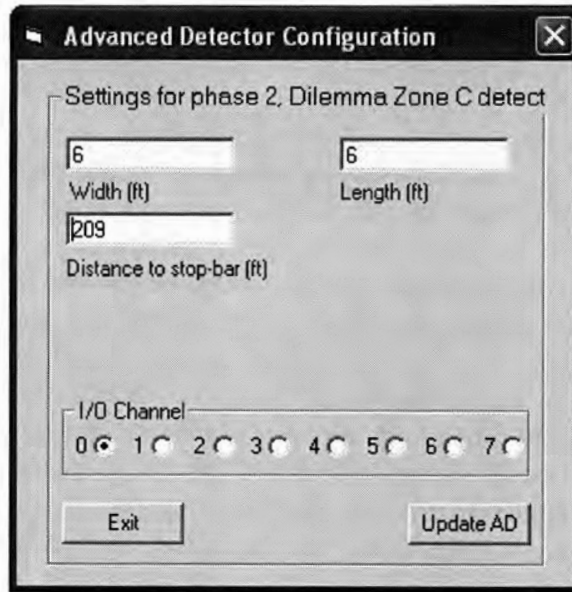 Advanced Detector Configuration
Settings for phase 2, Dilemma Zone C detect
6 6
Width (ft) Length (ft)
209
Distance to stop-bar (ft)
I/O Channel
0 1 2 3 4 5 6 7
Exit Update AD